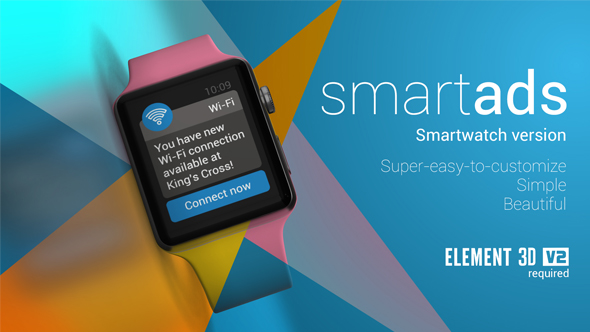 10:09
Wi-Fi
You have new
Wi-Fi connection
available at
King's Cross!
Connect now
smartads
Smartwatch version
Super-easy-to-customize
Simple
Beautiful
ELEMENT 3D V2
required